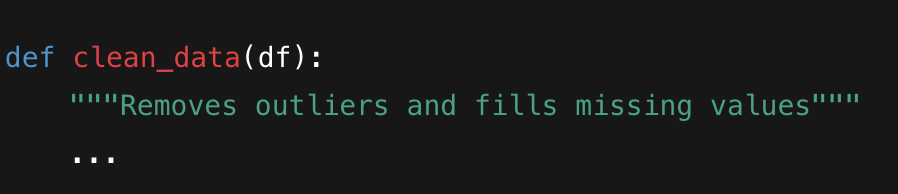 def clean_data(df):
    """Removes outliers and fills missing values"""
    ...